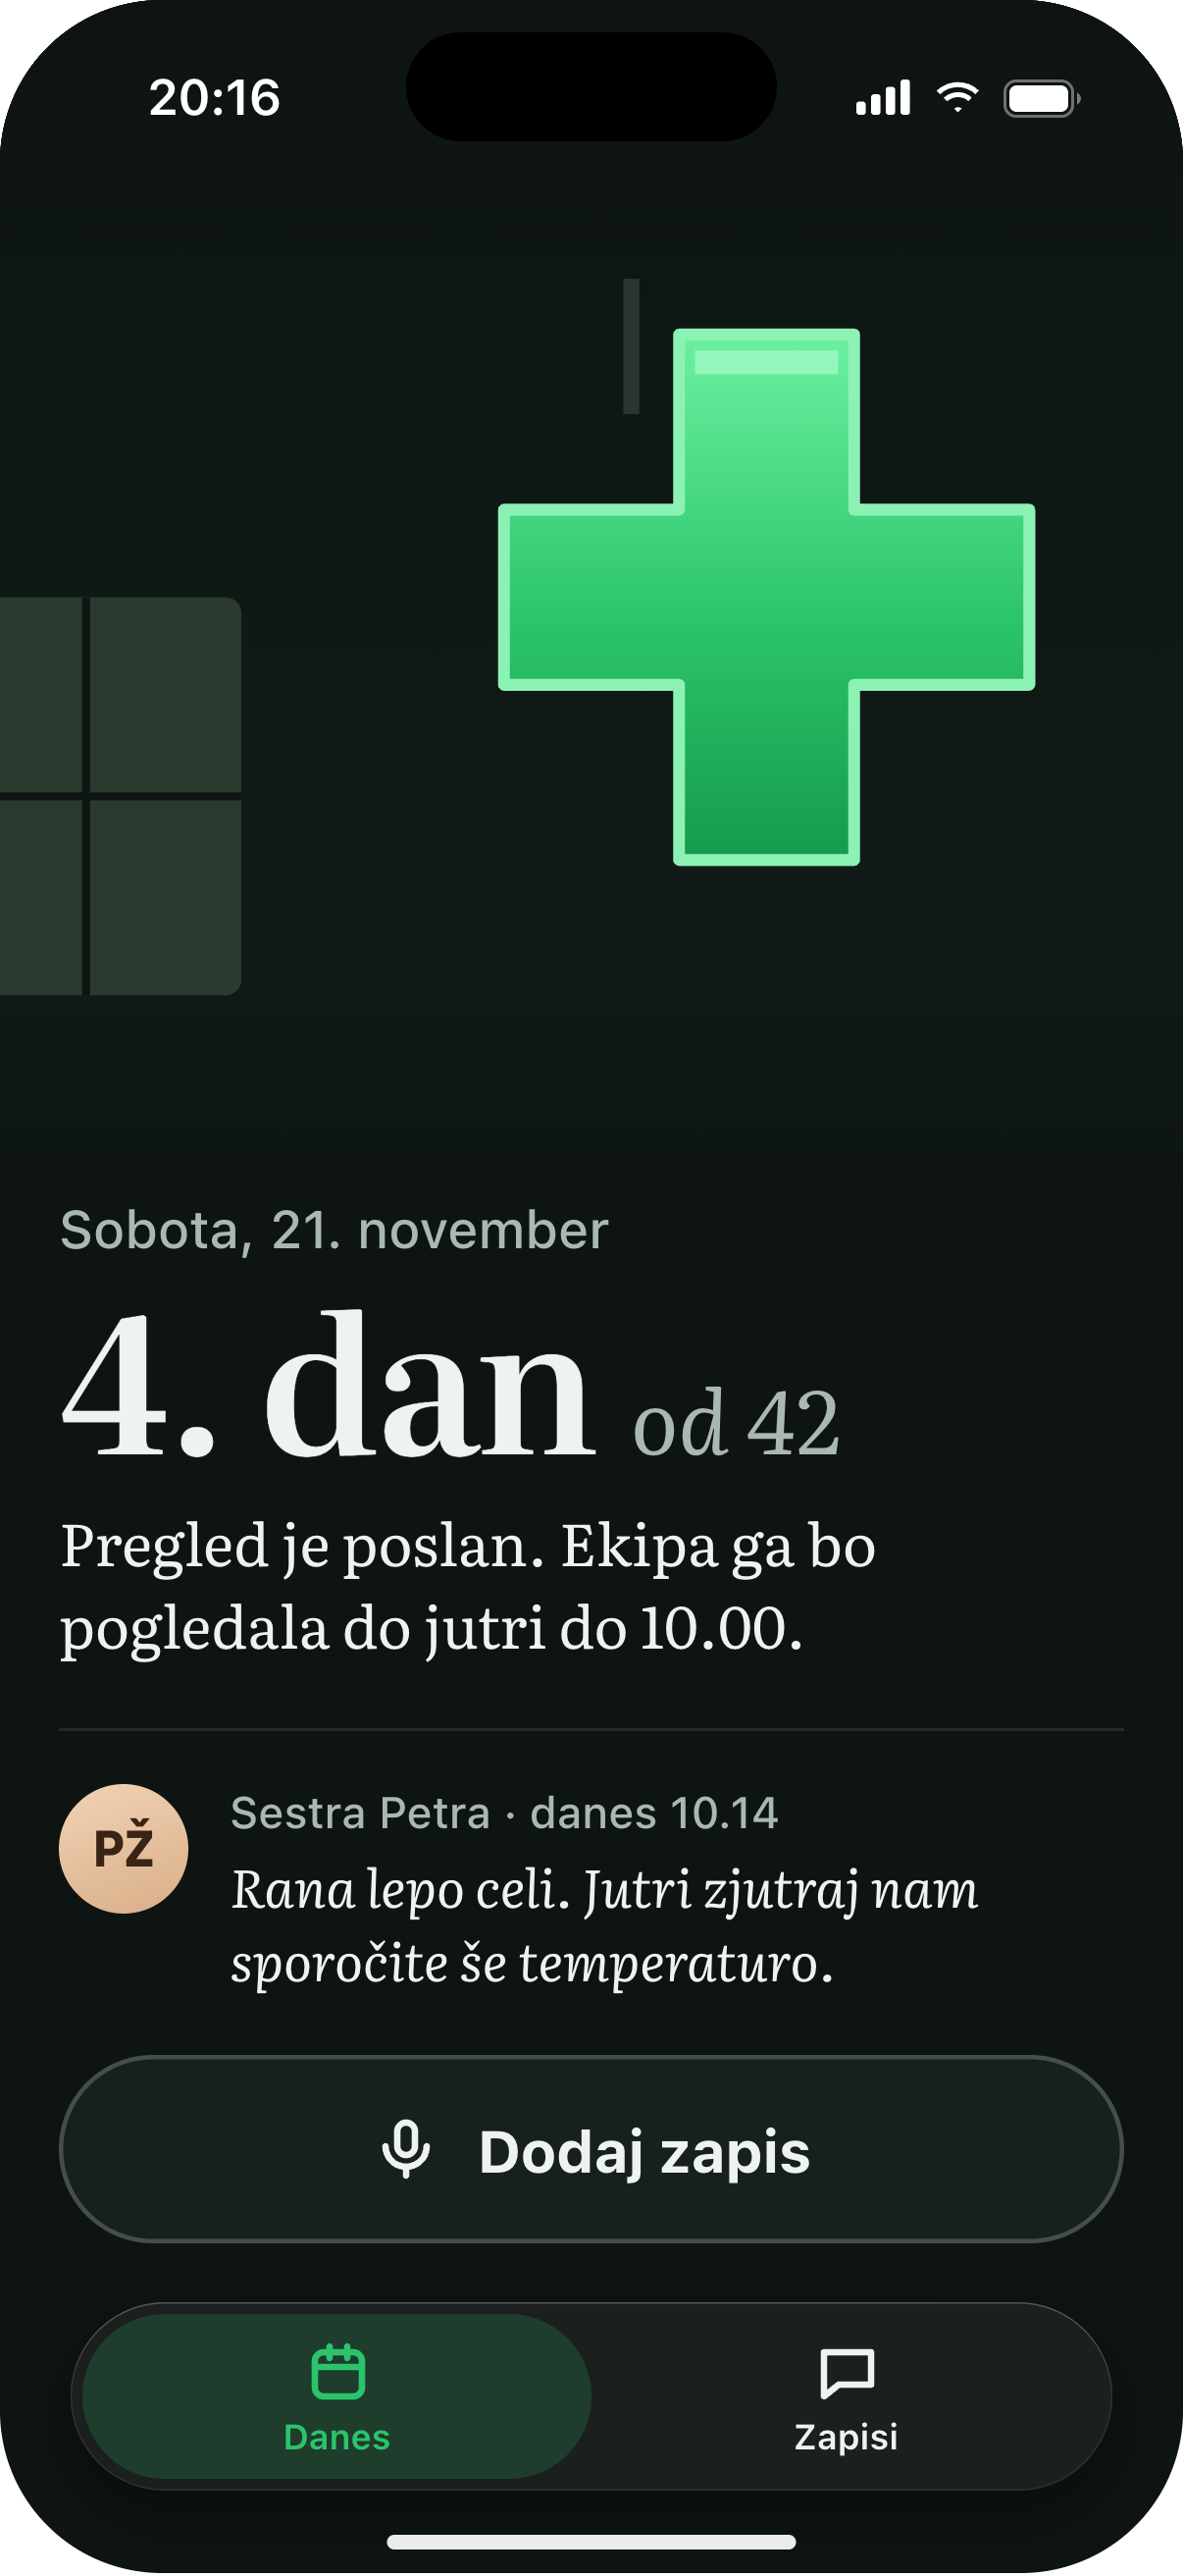 20:16
Sobota, 21. november
4. dan od 42
Pregled je poslan. Ekipa ga bo
pogledala do jutri do 10.00.
PŽ
Sestra Petra · danes 10.14
Rana lepo celi. Jutri zjutraj nam
sporočite še temperaturo.
Dodaj zapis
Danes
Zapisi